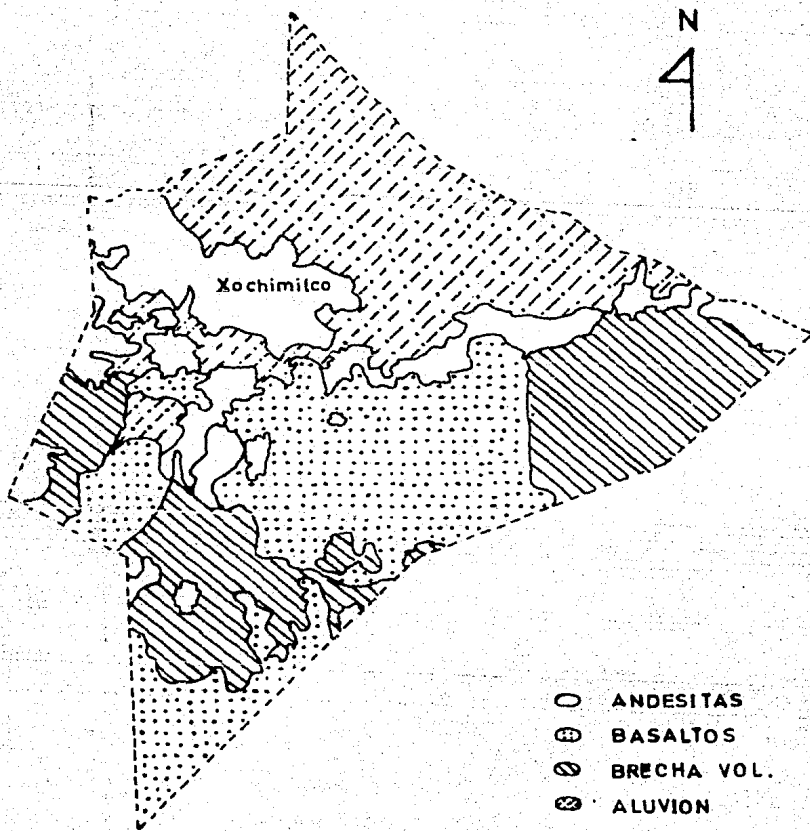 N
Xochimilco
ANDESITAS
BASALTOS
BRECHA VOL.
ALUVION